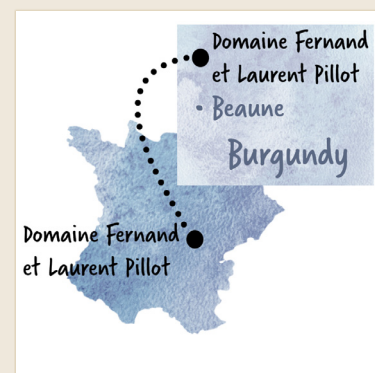 Domaine Fernand
et Laurent Pillot
Beaune
Burgundy
Domaine Fernand
et Laurent Pillot